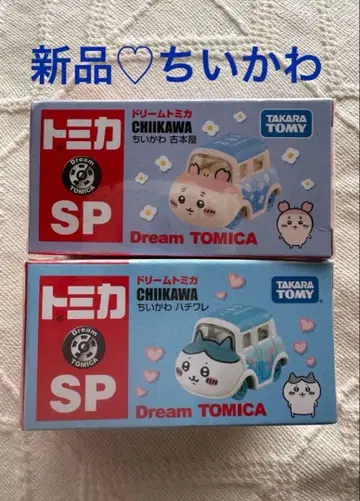 新品♡ちいかわ
トミカ
Dream
TOMICA
SP
ドリームトミカ
CHIIKAWA
ちいかわ 古本屋
TAKARA
TOMY
Dream TOMICA
トミカ
Dream
TOMICA
SP
ドリームトミカ
CHIIKAWA
ちいかわ ハチワレ
TAKARA
TOMY
Dream TOMICA